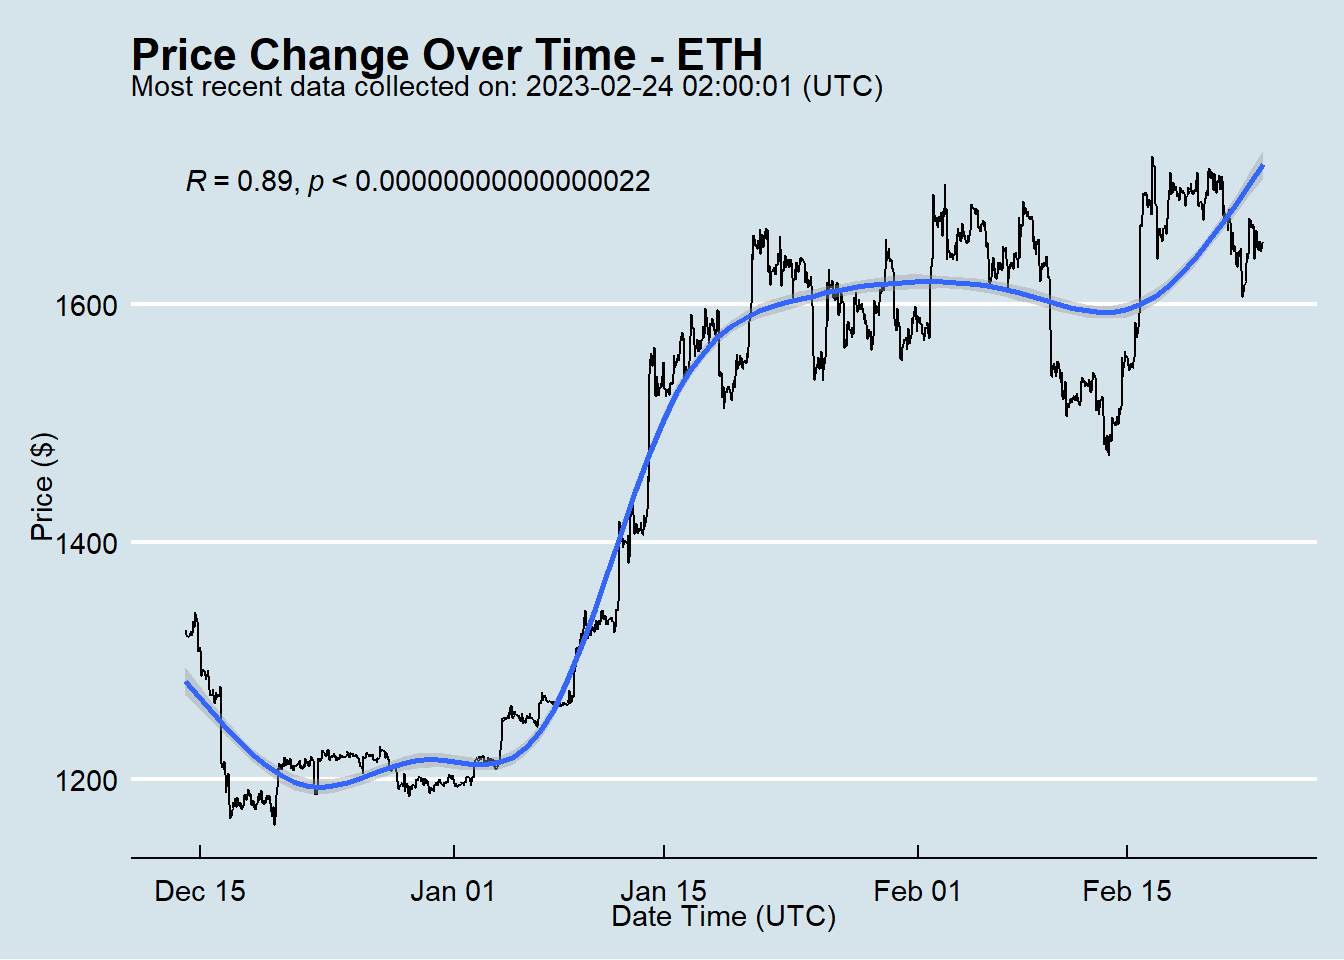 Price Change Over Time - ETH
Most recent data collected on: 2023-02-24 02:00:01 (UTC)
R = 0.89, p < 0.00000000000000022
1600
1400
1200
Price ($)
Dec 15 Jan 01 Jan 15 Feb 01 Feb 15
Date Time (UTC)